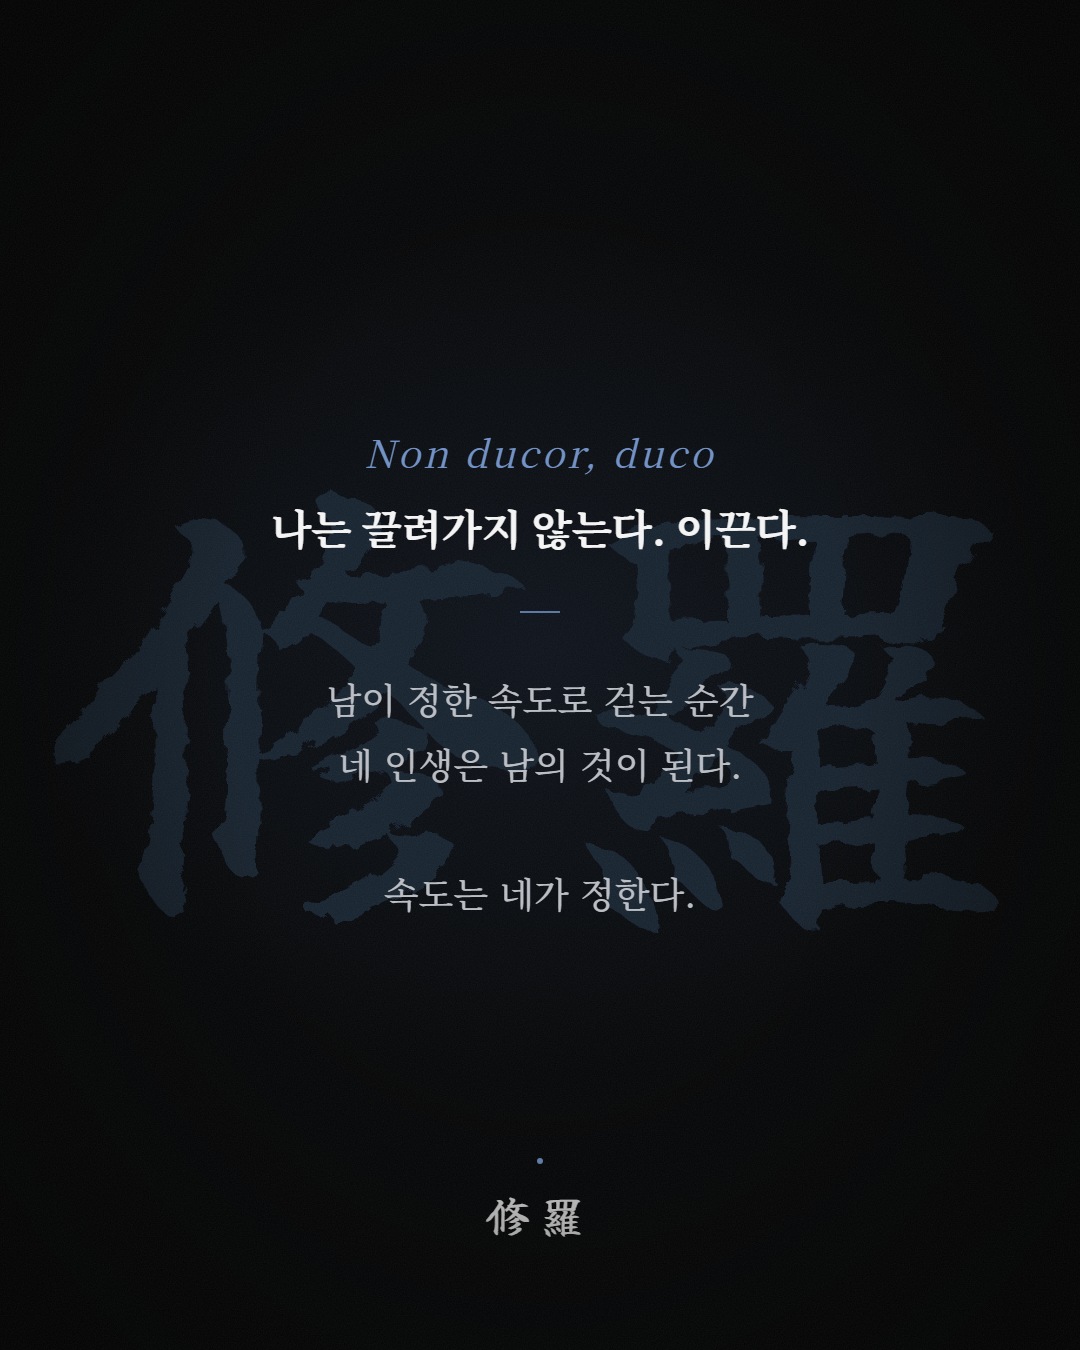 Non ducor, duco
나는 끌려가지 않는다. 이끈다.
修羅
남이 정한 속도로 걷는 순간
네 인생은 남의 것이 된다.
속도는 네가 정한다.
修羅